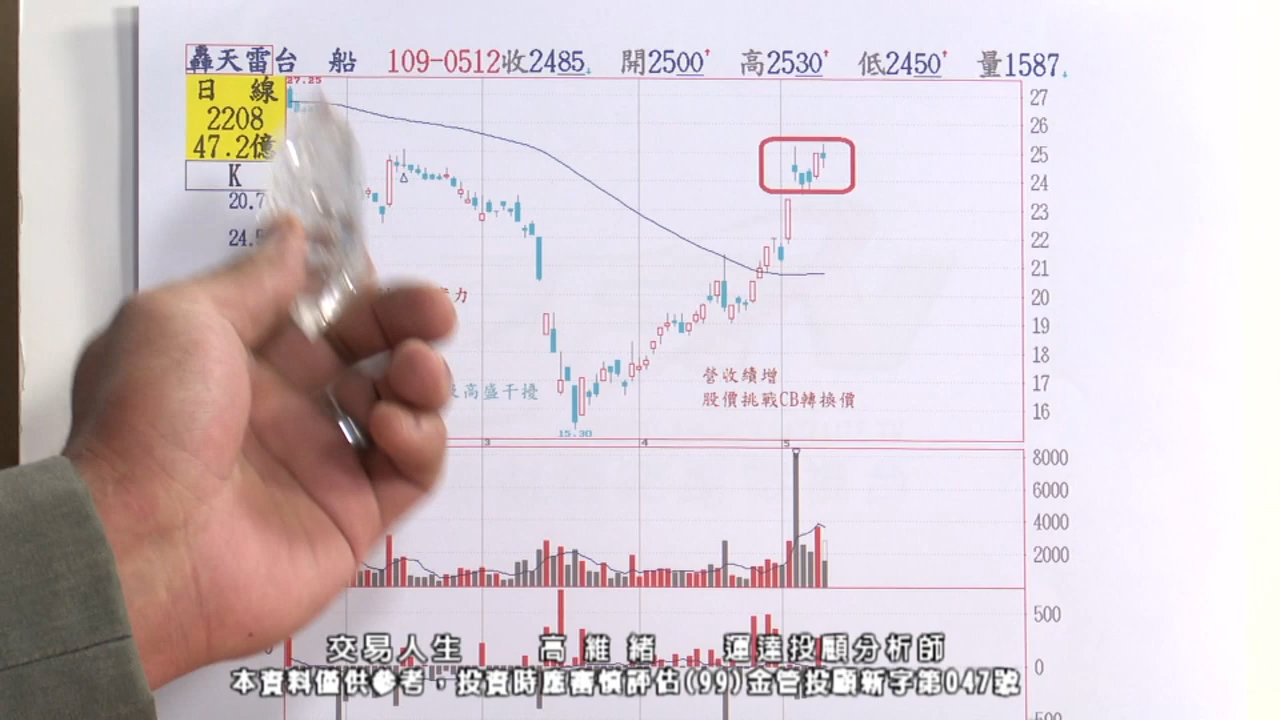 轟天雷台 船 109-0512收2485 開2500↑ 高2530↑ 低2450↑ 量1587
日 線
2208
47.2億
K
20.7
24.
27.25
27
26
25
24
23
22
21
20
19
18
17
16
力
高盛干擾
營收續增
股價挑戰CB轉換價
15.30
3 4 5
8000
6000
4000
2000
500
0
500
交易人生 高維緒 運達投顧分析師
本資料僅供參考，投資時應審慎評估(99)金管投顧新字第047號